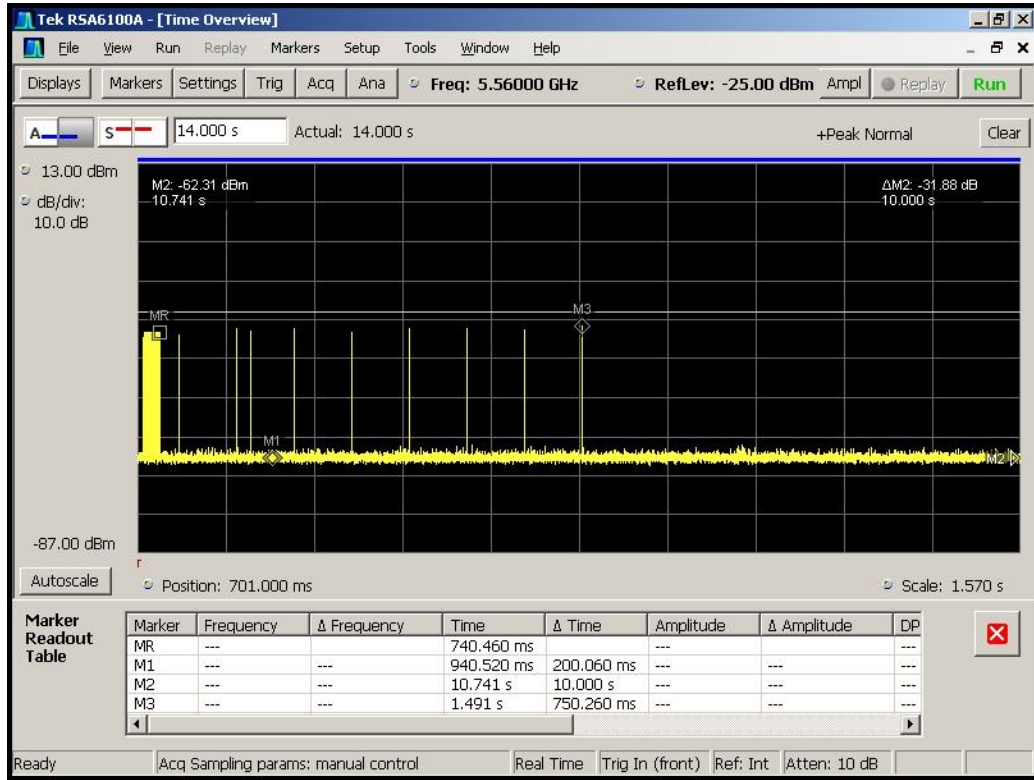 Tek RSA6100A - [Time Overview]
File View Run Replay Markers Setup Tools Window Help
Displays Markers Settings Trig Acq Ana Freq: 5.56000 GHz RefLev: -25.00 dBm Ampl Replay Run
A S 14.000 s Actual: 14.000 s +Peak Normal Clear
13.00 dBm
dB/div:
10.0 dB
M2: -62.31 dBm
10.741 s
ΔM2: -31.88 dB
10.000 s
MR
M3
M1
M2
-87.00 dBm
Autoscale Position: 701.000 ms Scale: 1.570 s
Marker
Readout
Table
Marker Frequency Δ Frequency Time Δ Time Amplitude Δ Amplitude DP
MR --- 740.460 ms --- ---
M1 --- --- 940.520 ms 200.060 ms --- --- ---
M2 --- --- 10.741 s 10.000 s --- --- ---
M3 --- --- 1.491 s 750.260 ms --- --- ---
Ready Acq Sampling params: manual control Real Time Trig In (front) Ref: Int Atten: 10 dB